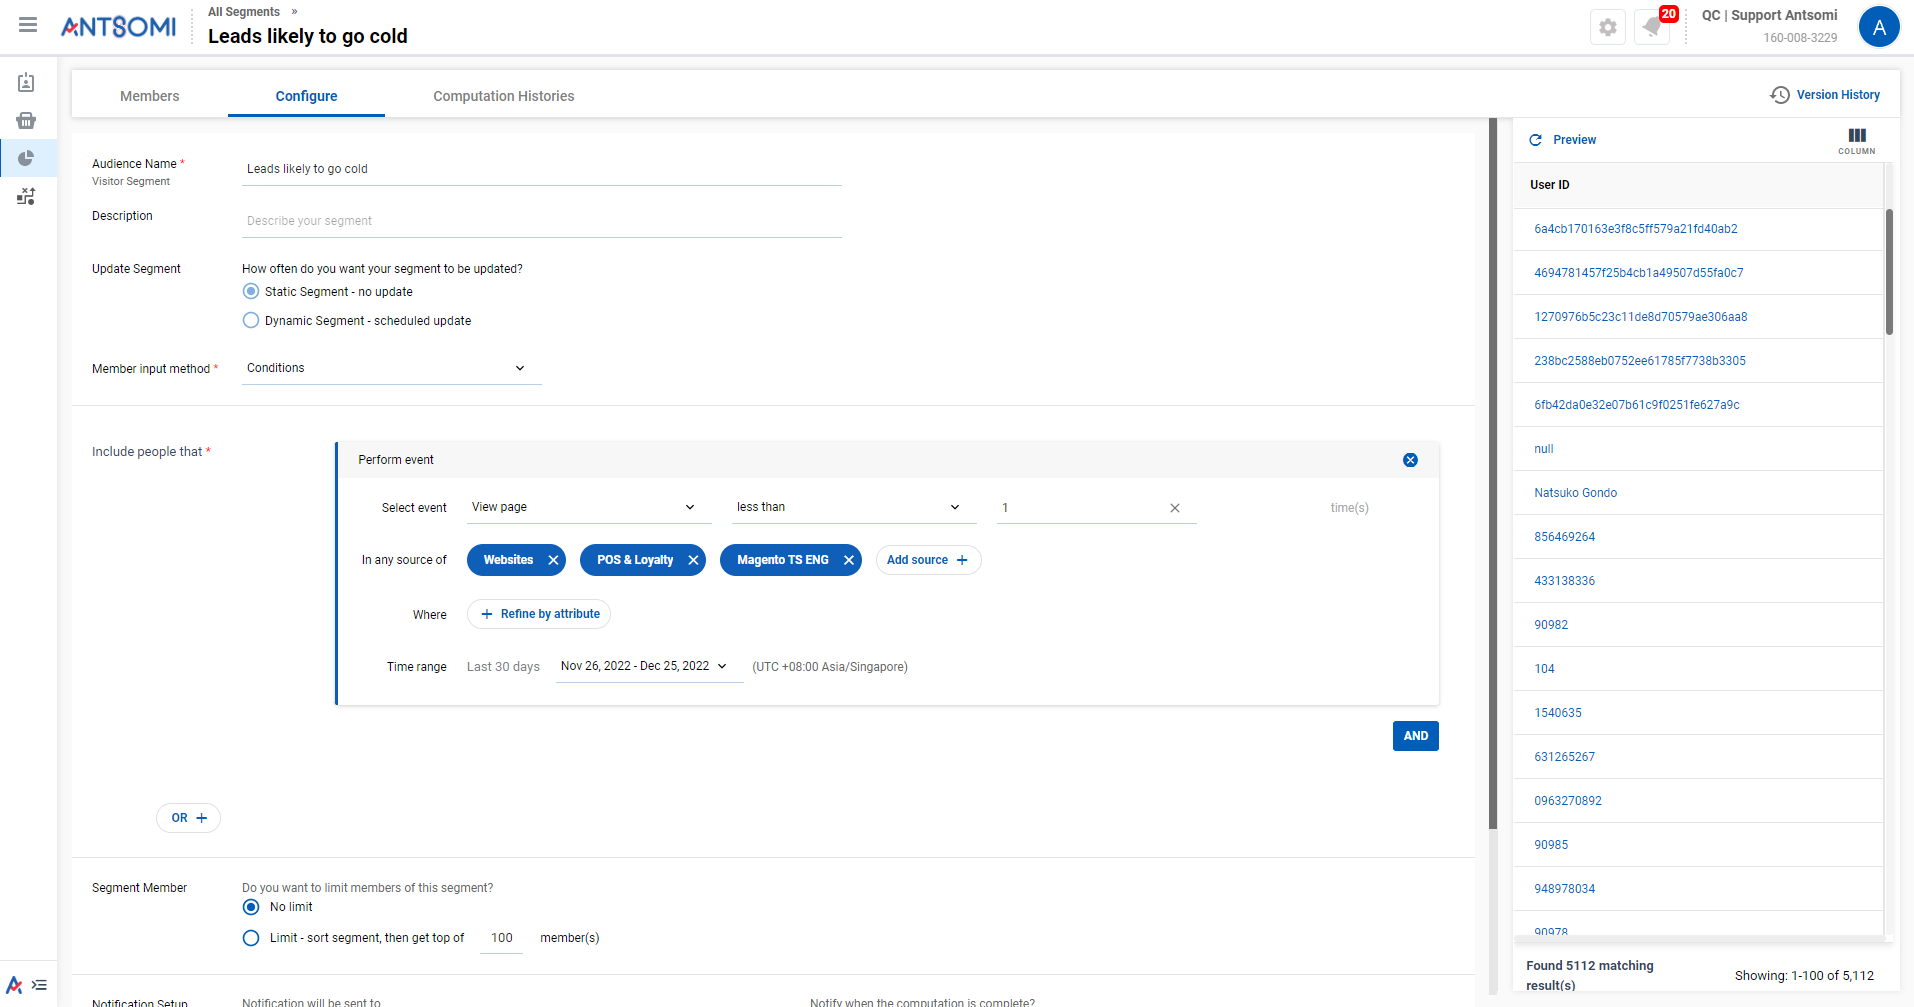 ANTSOMI
All Segments »
Leads likely to go cold
20
QC | Support Antsomi
160-008-3229
A
Members
Configure
Computation Histories
Version History
Audience Name *
Visitor Segment
Leads likely to go cold
Description
Describe your segment
Update Segment
How often do you want your segment to be updated?
Static Segment - no update
Dynamic Segment - scheduled update
Member input method *
Conditions
Include people that *
Perform event
Select event
View page
less than
1
time(s)
In any source of
Websites
POS & Loyalty
Magento TS ENG
Add source +
Where
+ Refine by attribute
Time range
Last 30 days
Nov 26, 2022 - Dec 25, 2022
(UTC +08:00 Asia/Singapore)
AND
OR +
Segment Member
Do you want to limit members of this segment?
No limit
Limit - sort segment, then get top of
100
member(s)
Notification Setup
Notification will be sent to
Notify when the computation is complete?
Preview
COLUMN
User ID
6a4cb170163e3f8c5ff579a21fd40ab2
4694781457f25b4cb1a49507d55fa0c7
1270976b5c23c11de8d70579ae306aa8
238bc2588eb0752ee61785f7738b3305
6fb42da0e32e07b61c9f0251fe627a9c
null
Natsuko Gondo
856469264
433138336
90982
104
1540635
631265267
0963270892
90985
948978034
90978
Found 5112 matching
result(s)
Showing: 1-100 of 5,112